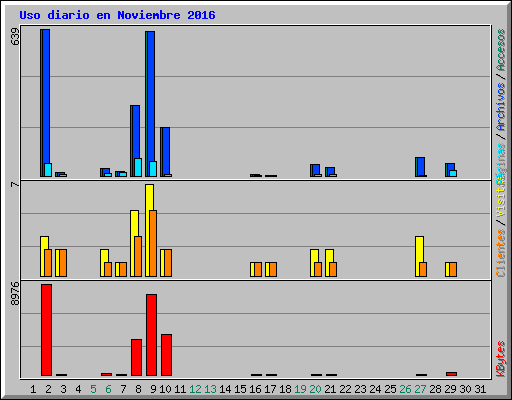 Uso diario en Noviembre 2016
639
7
8976
Accesos / Archivos / Páginas
Clientes / Visitas
KBytes
1 2 3 4 5 6 7 8 9 10 11 12 13 14 15 16 17 18 19 20 21 22 23 24 25 26 27 28 29 30 31